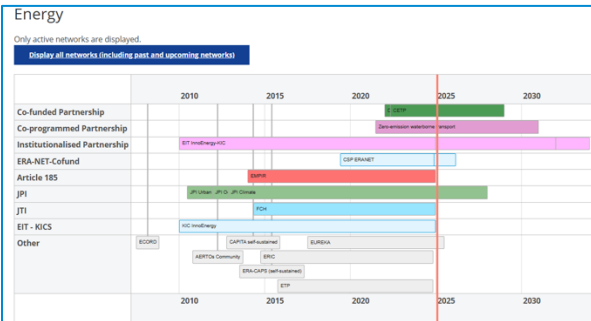 Energy
Only active networks are displayed.
Display all networks (including past and upcoming networks)
2010 2015 2020 2025 2030
Co-funded Partnership CETP
Co-programmed Partnership Zero-emission waterborne transport
Institutionalised Partnership EIT InnoEnergy-KIC
ERA-NET-Cofund CSP ERANET
Article 185 EMPIR
JPI JPI Urban JPI JPI Climate
JTI FCH
EIT - KICS KIC InnoEnergy
Other ECORD CAPITA self-sustained EUREKA
AERTOs Community ERIC
ERA-CAPS (self-sustained)
ETP
2010 2015 2020 2025 2030